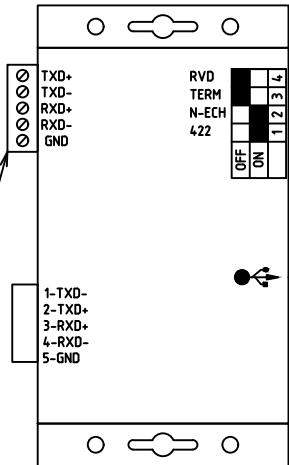 TXD+
TXD-
RXD+
RXD-
GND
RVD 4
TERM 3
N-ECH 2
422 1
OFF ON
1-TXD-
2-TXD+
3-RXD+
4-RXD-
5-GND